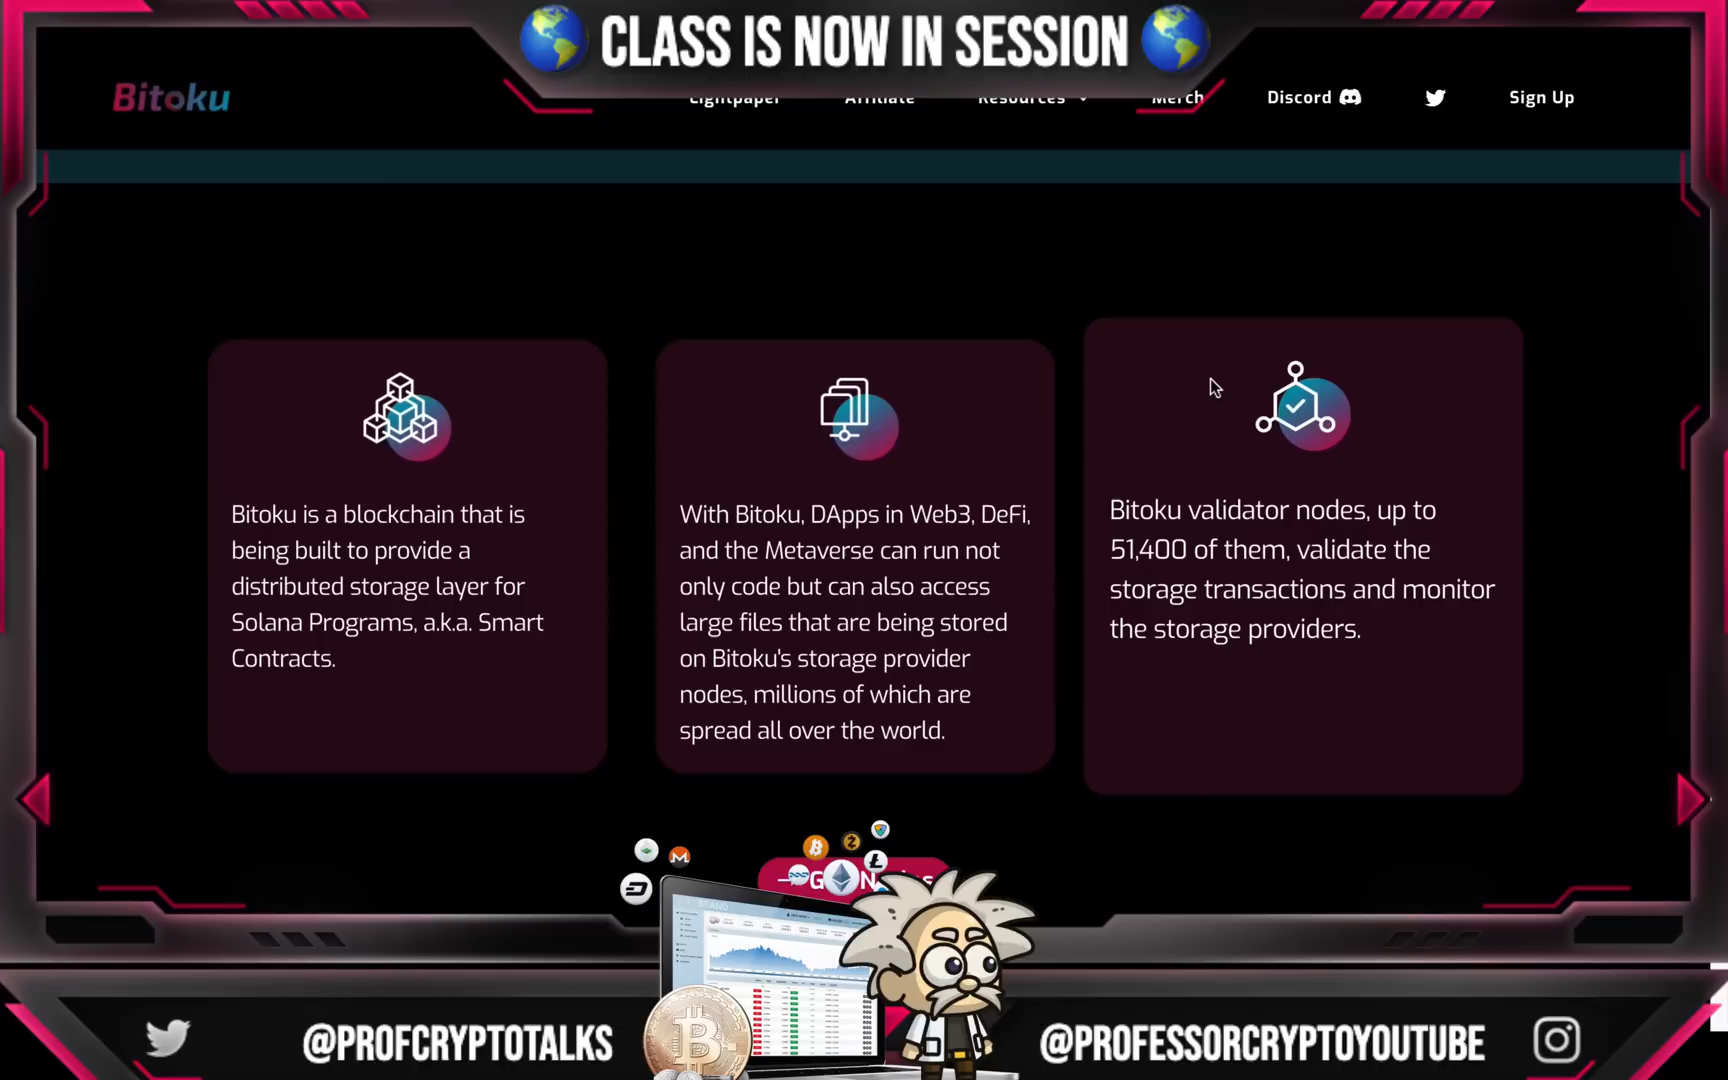 CLASS IS NOW IN SESSION
Bitoku
Lightpaper
Affiliate
Resources
Merch
Discord
Sign Up
Bitoku is a blockchain that is
being built to provide a
distributed storage layer for
Solana Programs, a.k.a. Smart
Contracts.
With Bitoku, DApps in Web3, DeFi,
and the Metaverse can run not
only code but can also access
large files that are being stored
on Bitoku's storage provider
nodes, millions of which are
spread all over the world.
Bitoku validator nodes, up to
51,400 of them, validate the
storage transactions and monitor
the storage providers.
@PROFCRYPTOTALKS
@PROFESSORCRYPTOYOUTUBE